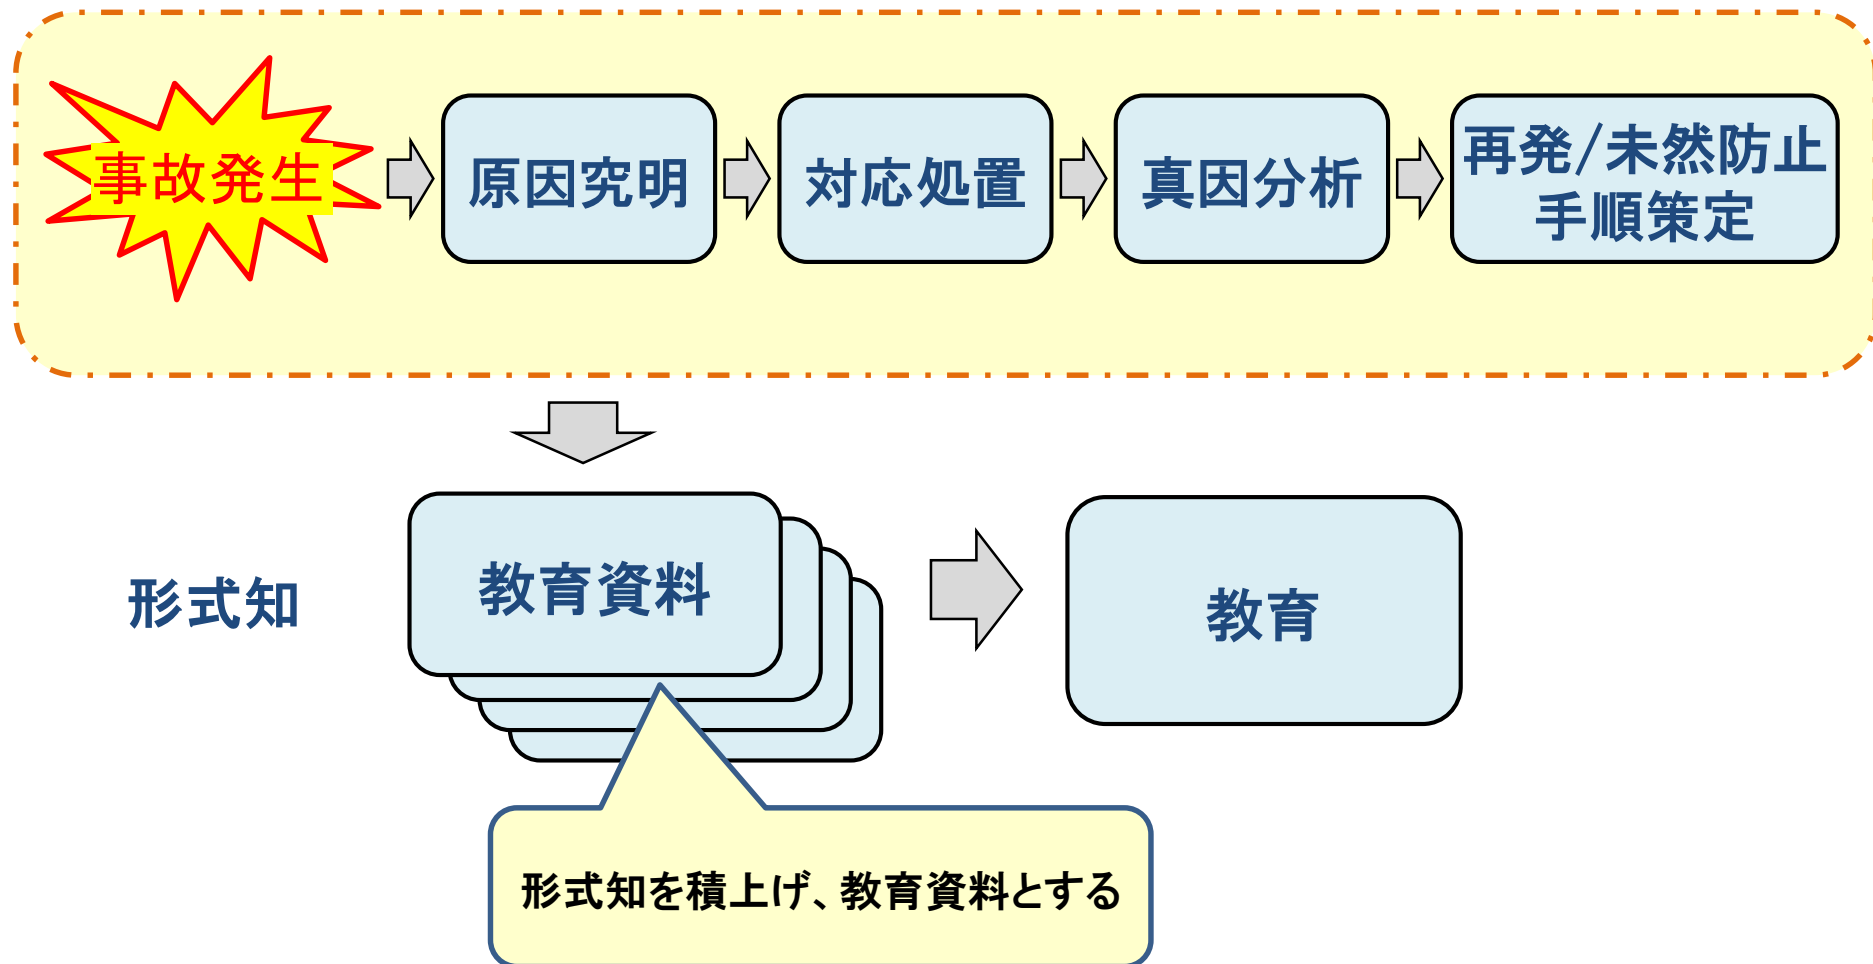 事故発生
原因究明
対応処置
真因分析
再発/未然防止
手順策定
形式知
教育資料
教育
形式知を積上げ、教育資料とする